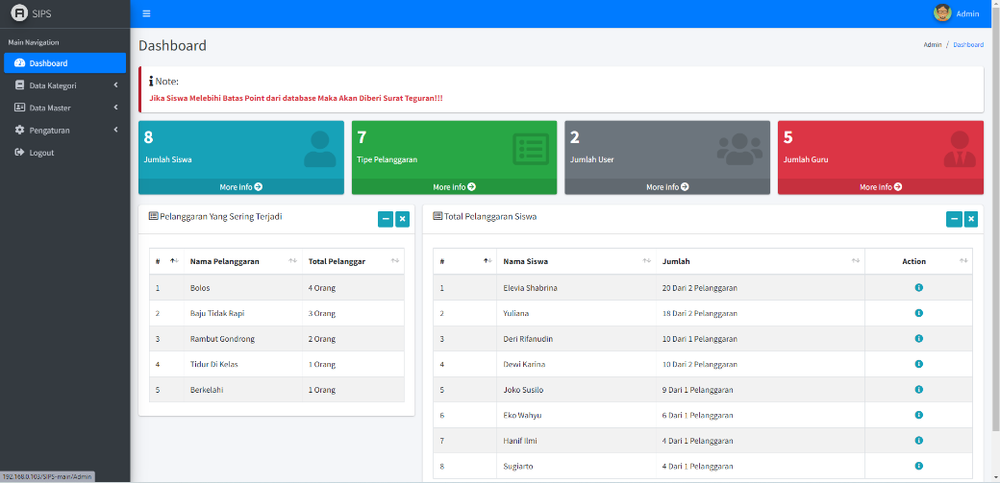 SIPS
Admin
Main Navigation
Dashboard
Data Kategori
Data Master
Pengaturan
Logout
Dashboard
Admin / Dashboard
Note:
Jika Siswa Melebihi Batas Point dari database Maka Akan Diberi Surat Teguran!!!
8
Jumlah Siswa
More info
7
Tipe Pelanggaran
More info
2
Jumlah User
More info
5
Jumlah Guru
More info
Pelanggaran Yang Sering Terjadi
# Nama Pelanggaran Total Pelanggar
1 Bolos 4 Orang
2 Baju Tidak Rapi 3 Orang
3 Rambut Gondrong 2 Orang
4 Tidur Di Kelas 1 Orang
5 Berkelahi 1 Orang
Total Pelanggaran Siswa
# Nama Siswa Jumlah Action
1 Elevia Shabrina 20 Dari 2 Pelanggaran
2 Yuliana 18 Dari 2 Pelanggaran
3 Deri Rifanudin 10 Dari 1 Pelanggaran
4 Dewi Karina 10 Dari 2 Pelanggaran
5 Joko Susilo 9 Dari 1 Pelanggaran
6 Eko Wahyu 6 Dari 1 Pelanggaran
7 Hanif Ilmi 4 Dari 1 Pelanggaran
8 Sugiarto 4 Dari 1 Pelanggaran
192.168.0.103/SIPS-main/Admin